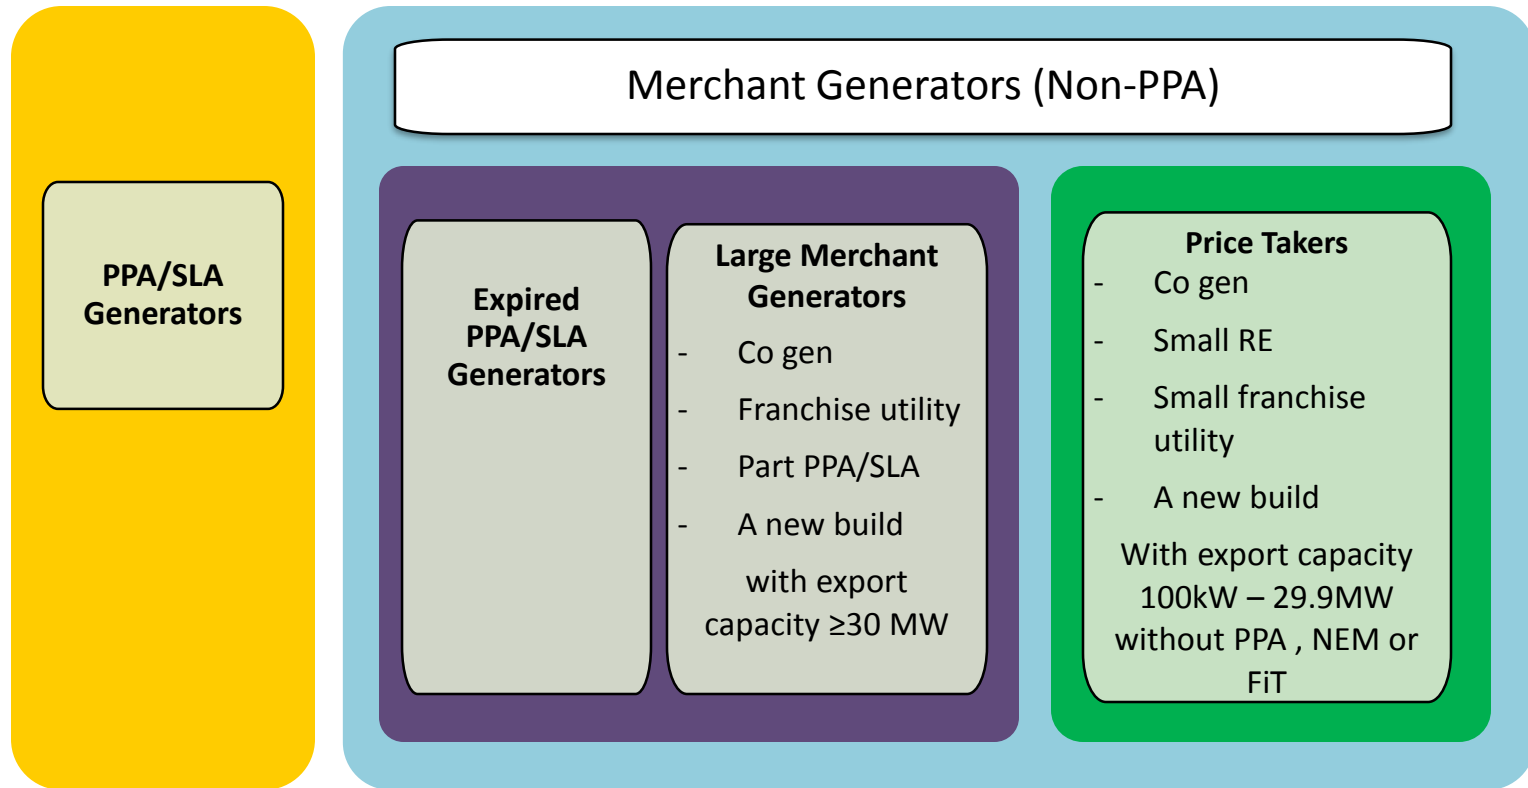 Merchant Generators (Non-PPA)
PPA/SLA
Generators
Expired
PPA/SLA
Generators
Large Merchant
Generators
- Co gen
- Franchise utility
- Part PPA/SLA
- A new build
with export
capacity ≥30 MW
Price Takers
- Co gen
- Small RE
- Small franchise
utility
- A new build
With export capacity
100kW – 29.9MW
without PPA , NEM or
FiT